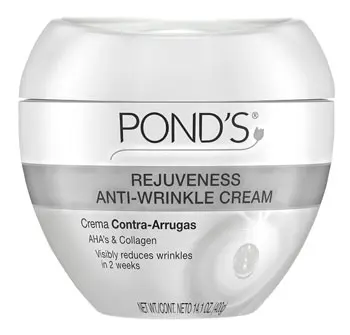 POND'S
REJUVENESS
ANTI-WRINKLE CREAM
Crema Contra-Arrugas
AHA's & Collagen
Visibly reduces wrinkles
in 2 weeks
NET WT./CONT. NETO 14.1 OZ (400g)